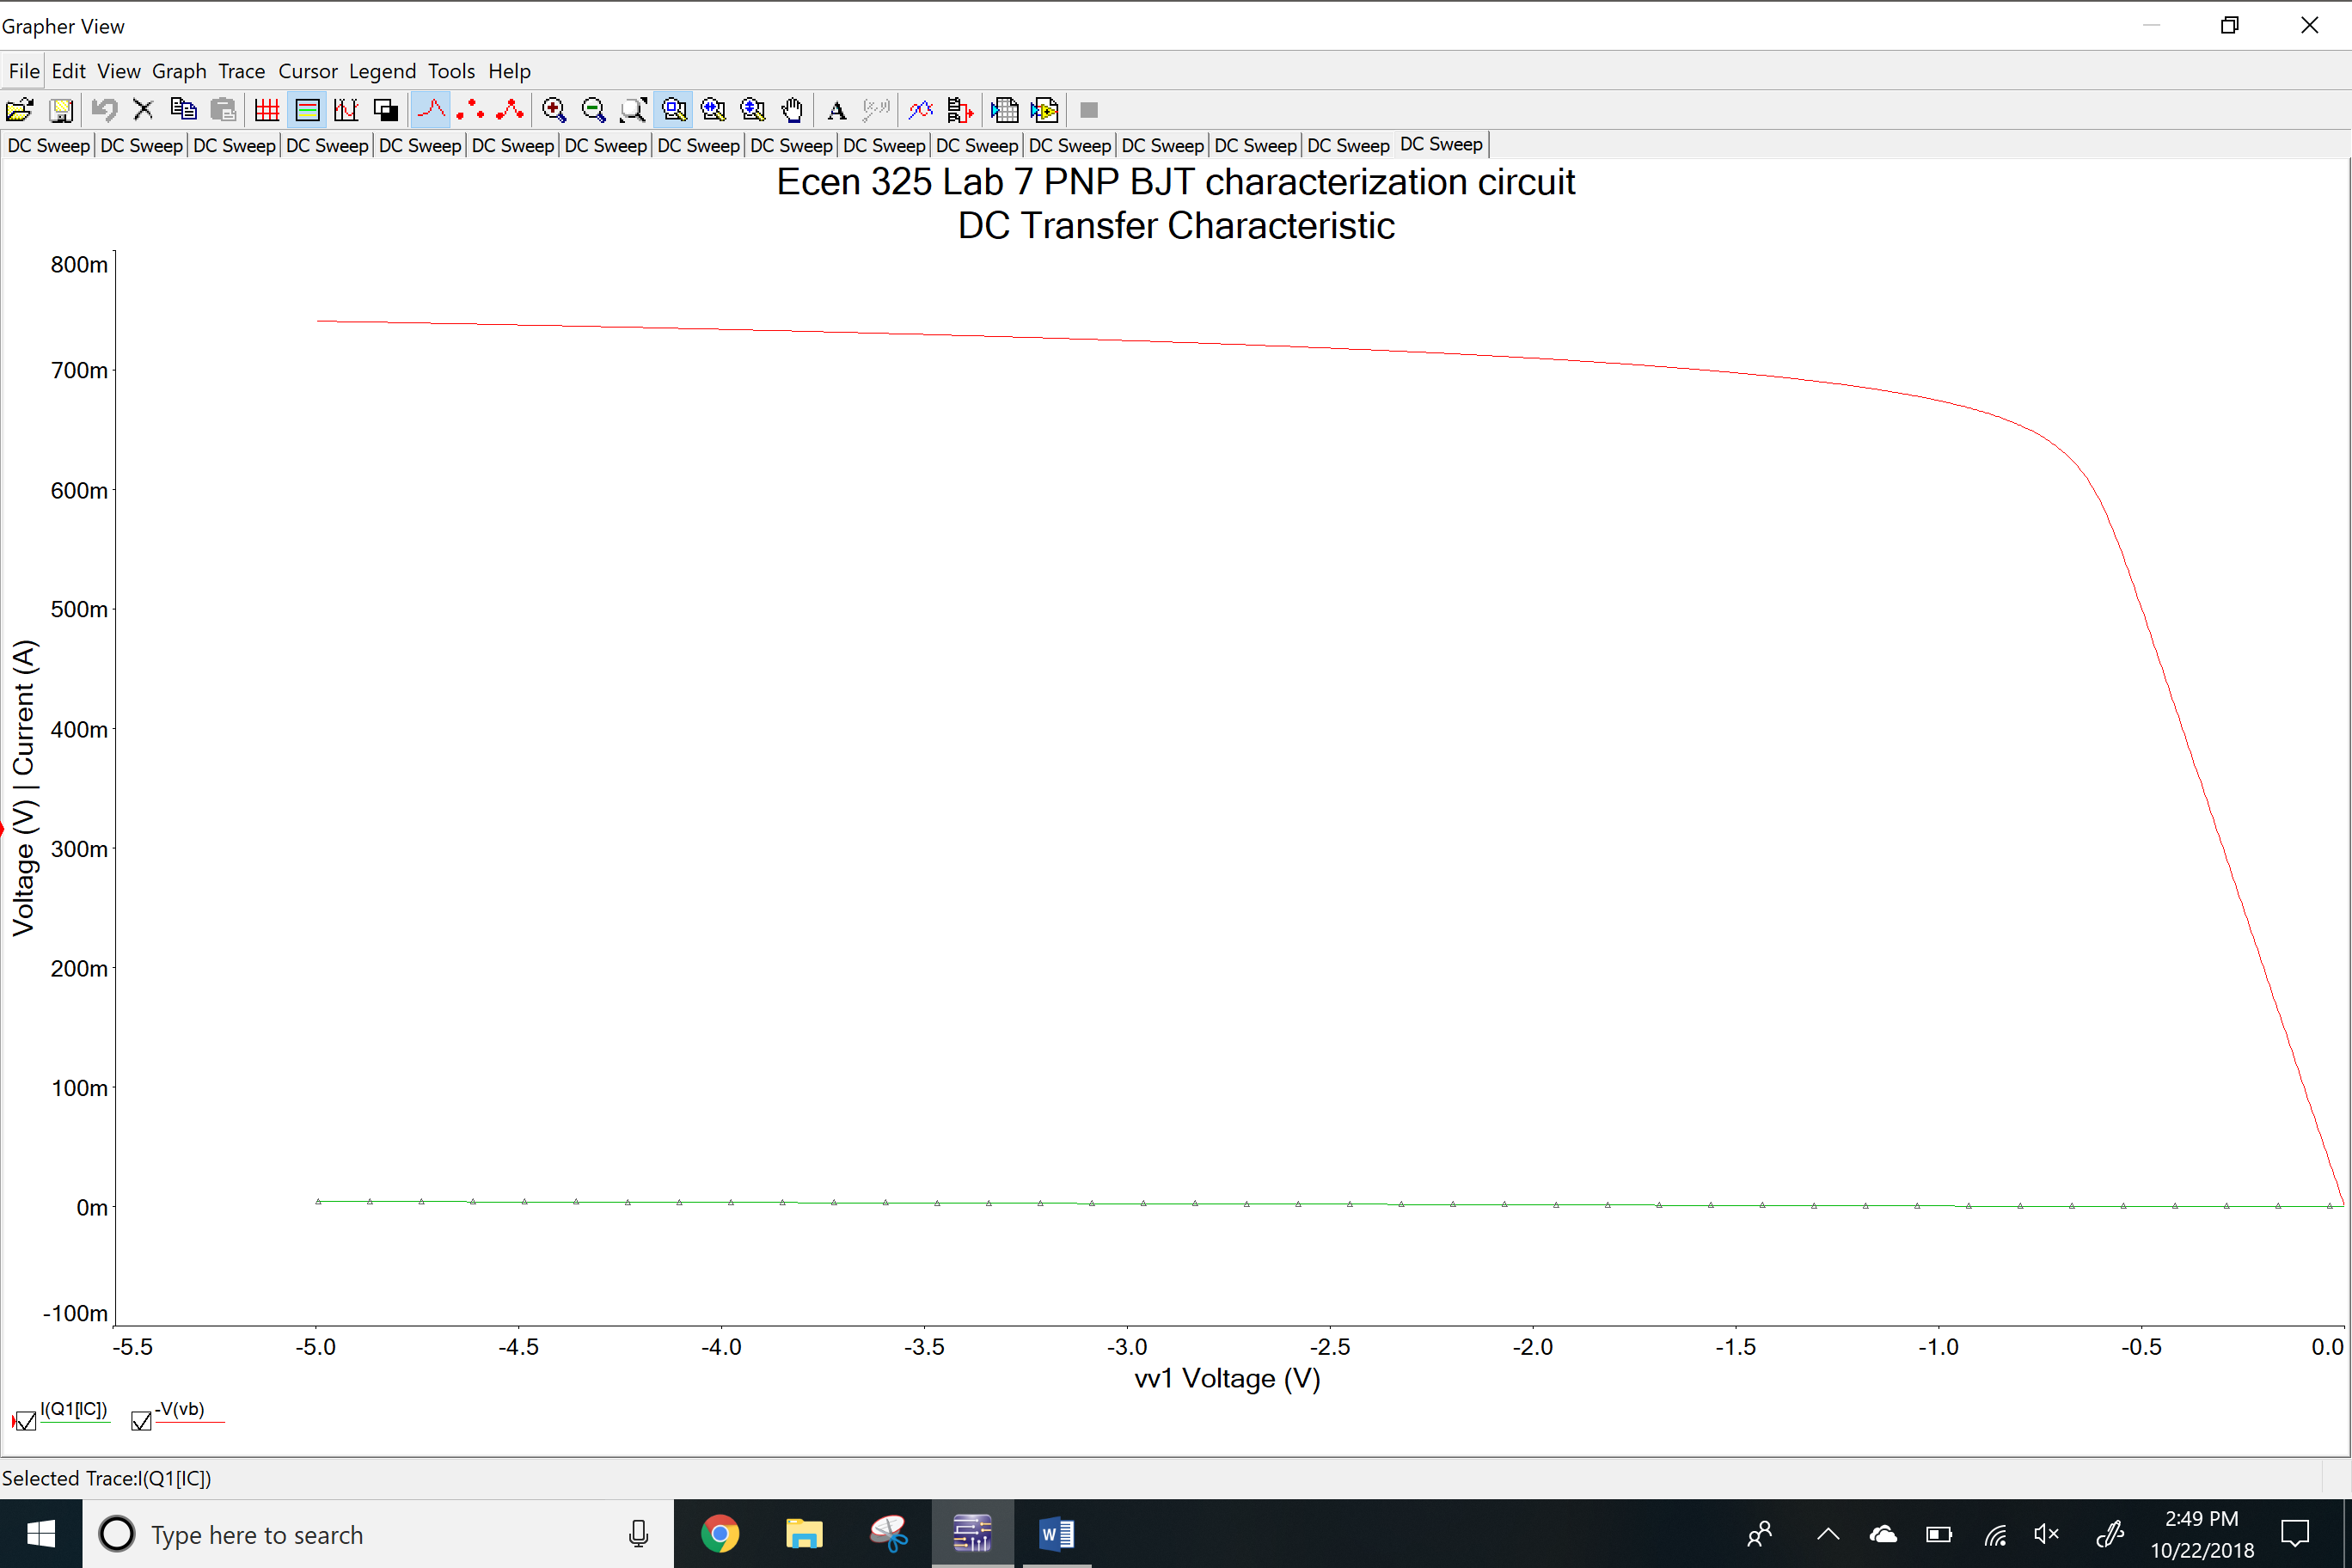 Grapher View
File Edit View Graph Trace Cursor Legend Tools Help
A (x,y)
DC Sweep DC Sweep DC Sweep DC Sweep DC Sweep DC Sweep DC Sweep DC Sweep DC Sweep DC Sweep DC Sweep DC Sweep DC Sweep DC Sweep DC Sweep DC Sweep
Ecen 325 Lab 7 PNP BJT characterization circuit
DC Transfer Characteristic
800m
700m
600m
500m
400m
300m
200m
100m
0m
-100m
Voltage (V) | Current (A)
-5.5 -5.0 -4.5 -4.0 -3.5 -3.0 -2.5 -2.0 -1.5 -1.0 -0.5 0.0
vv1 Voltage (V)
I(Q1[IC]) -V(vb)
Selected Trace:I(Q1[IC])
Type here to search
W
2:49 PM
10/22/2018